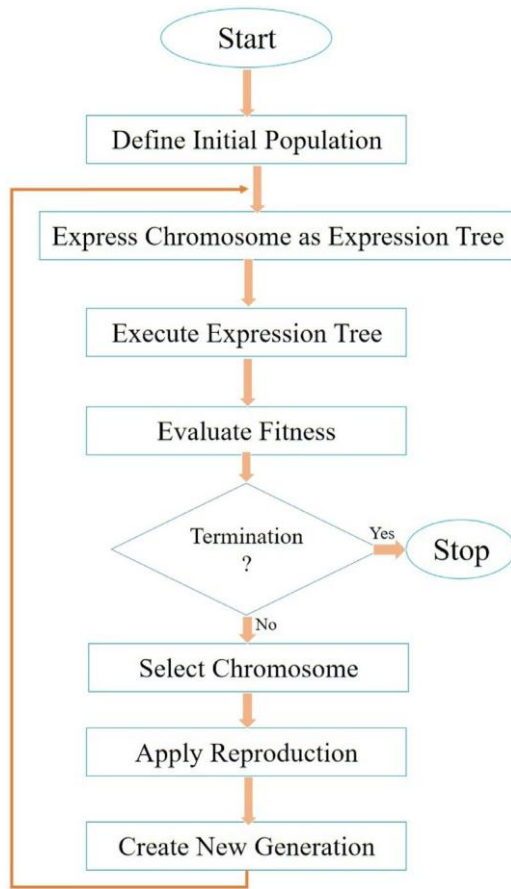 Start
Define Initial Population
Express Chromosome as Expression Tree
Execute Expression Tree
Evaluate Fitness
Termination
?
Yes
Stop
No
Select Chromosome
Apply Reproduction
Create New Generation